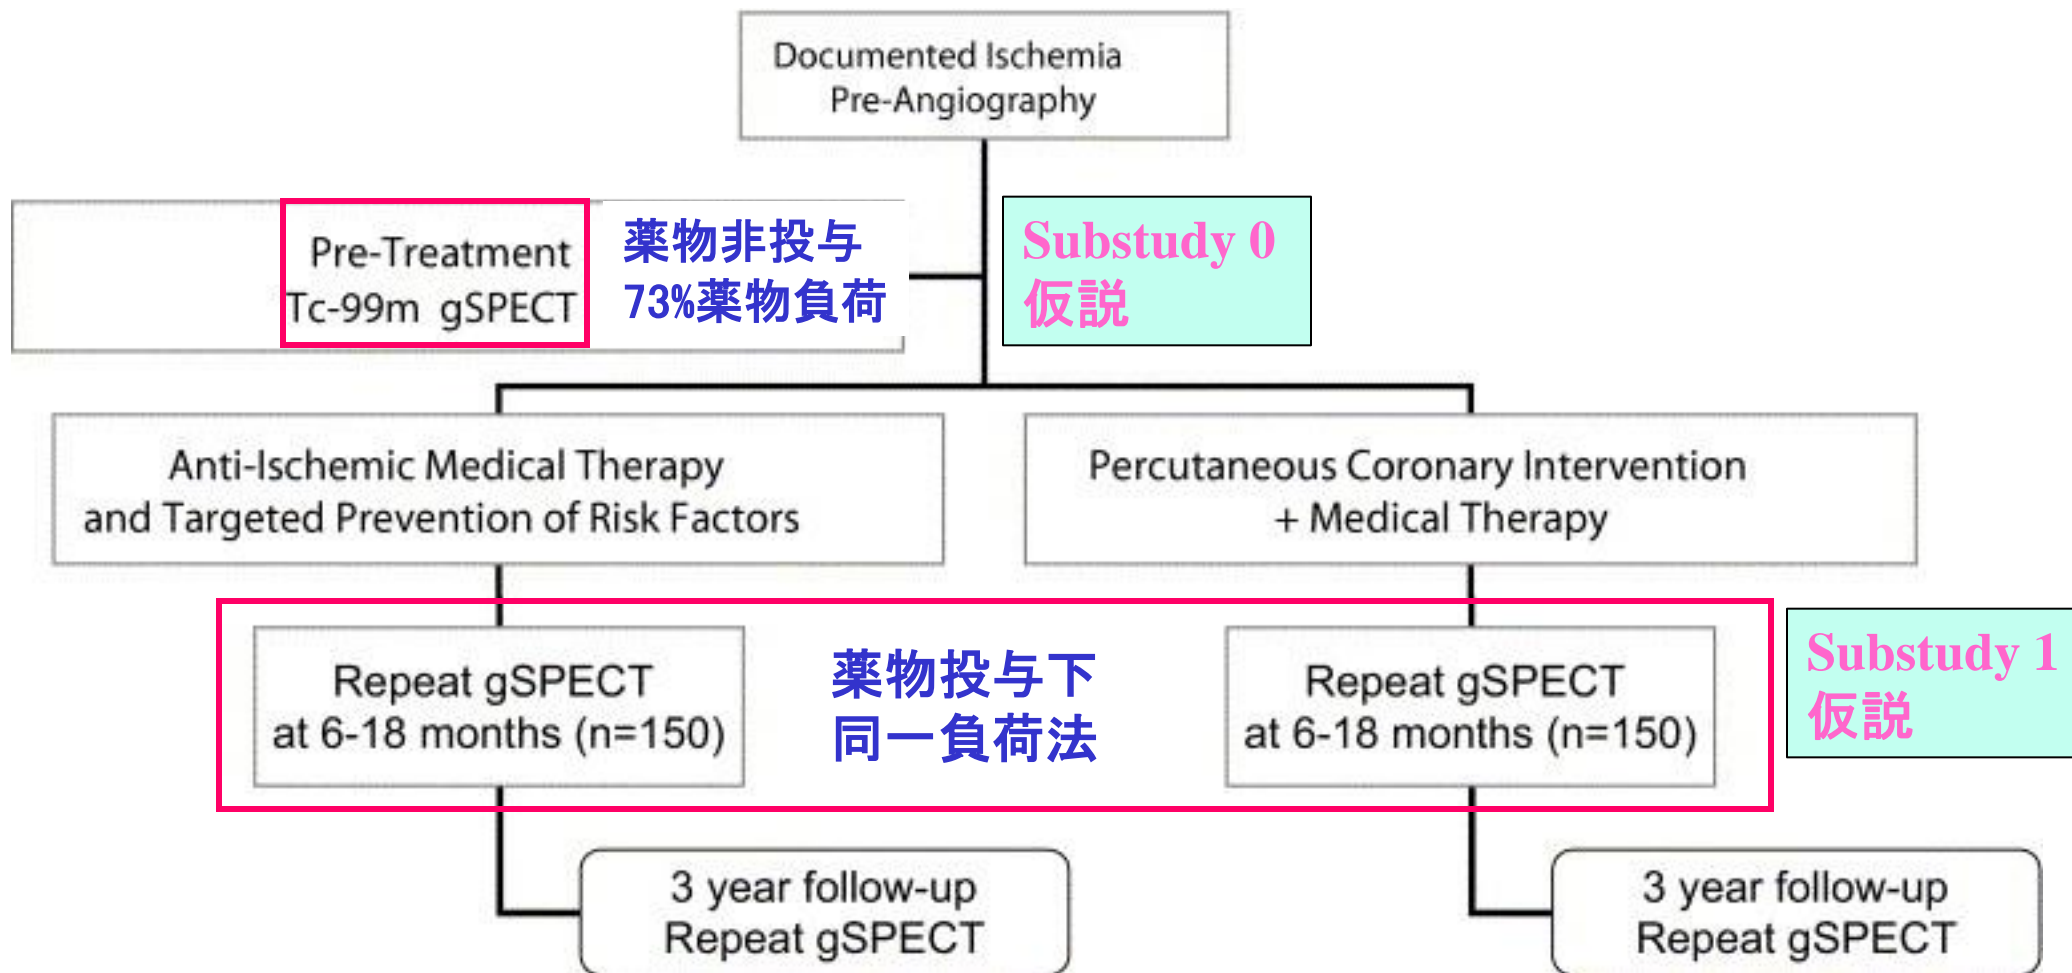 Documented Ischemia
Pre-Angiography
Pre-Treatment
Tc-99m gSPECT
薬物非投与
73%薬物負荷
Substudy 0
仮説
Anti-Ischemic Medical Therapy
and Targeted Prevention of Risk Factors
Percutaneous Coronary Intervention
+ Medical Therapy
Repeat gSPECT
at 6-18 months (n=150)
薬物投与下
同一負荷法
Repeat gSPECT
at 6-18 months (n=150)
Substudy 1
仮説
3 year follow-up
Repeat gSPECT
3 year follow-up
Repeat gSPECT